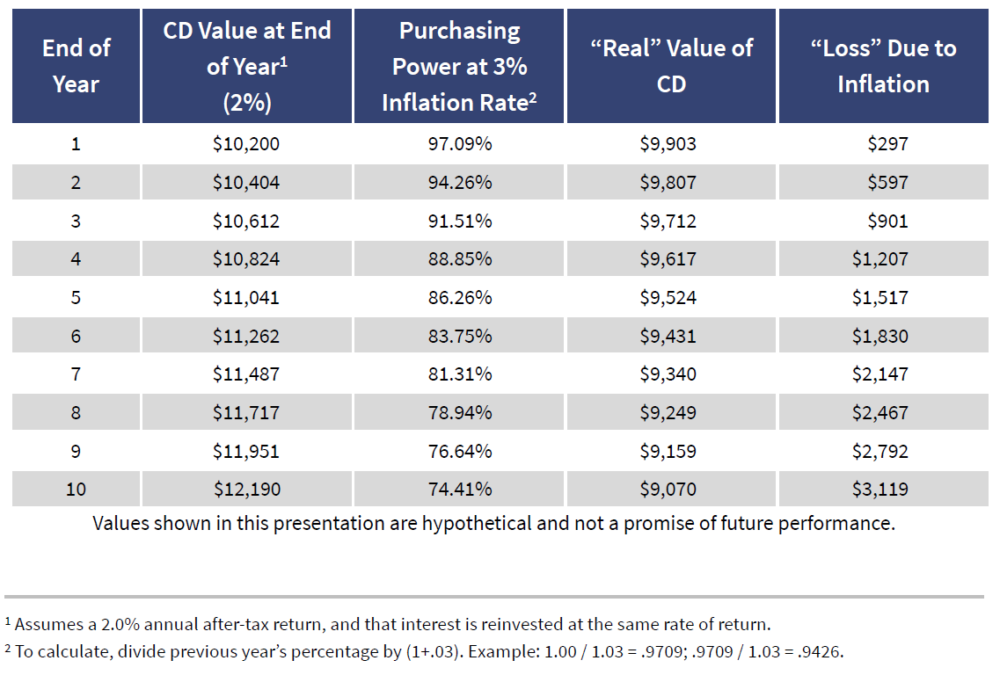 End of
Year
CD Value at End
of Year¹
(2%)
Purchasing
Power at 3%
Inflation Rate²
“Real” Value of
CD
“Loss” Due to
Inflation
1 $10,200 97.09% $9,903 $297
2 $10,404 94.26% $9,807 $597
3 $10,612 91.51% $9,712 $901
4 $10,824 88.85% $9,617 $1,207
5 $11,041 86.26% $9,524 $1,517
6 $11,262 83.75% $9,431 $1,830
7 $11,487 81.31% $9,340 $2,147
8 $11,717 78.94% $9,249 $2,467
9 $11,951 76.64% $9,159 $2,792
10 $12,190 74.41% $9,070 $3,119
Values shown in this presentation are hypothetical and not a promise of future performance.
¹ Assumes a 2.0% annual after-tax return, and that interest is reinvested at the same rate of return.
² To calculate, divide previous year’s percentage by (1+.03). Example: 1.00 / 1.03 = .9709; .9709 / 1.03 = .9426.